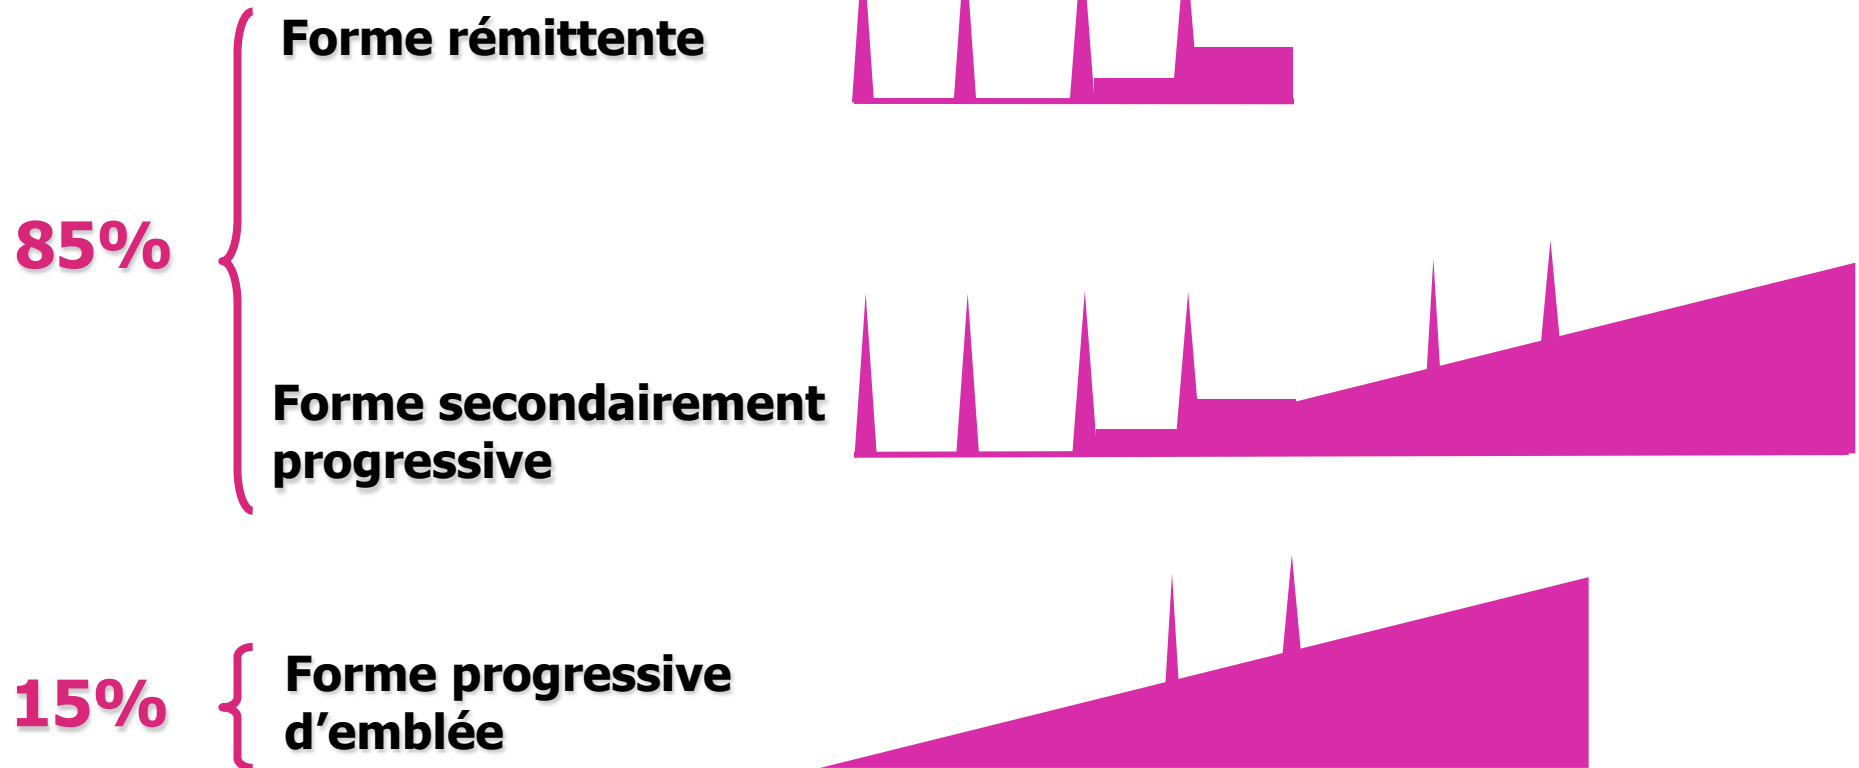 Forme rémittente
85%
Forme secondairement
progressive
15%
Forme progressive
d’emblée